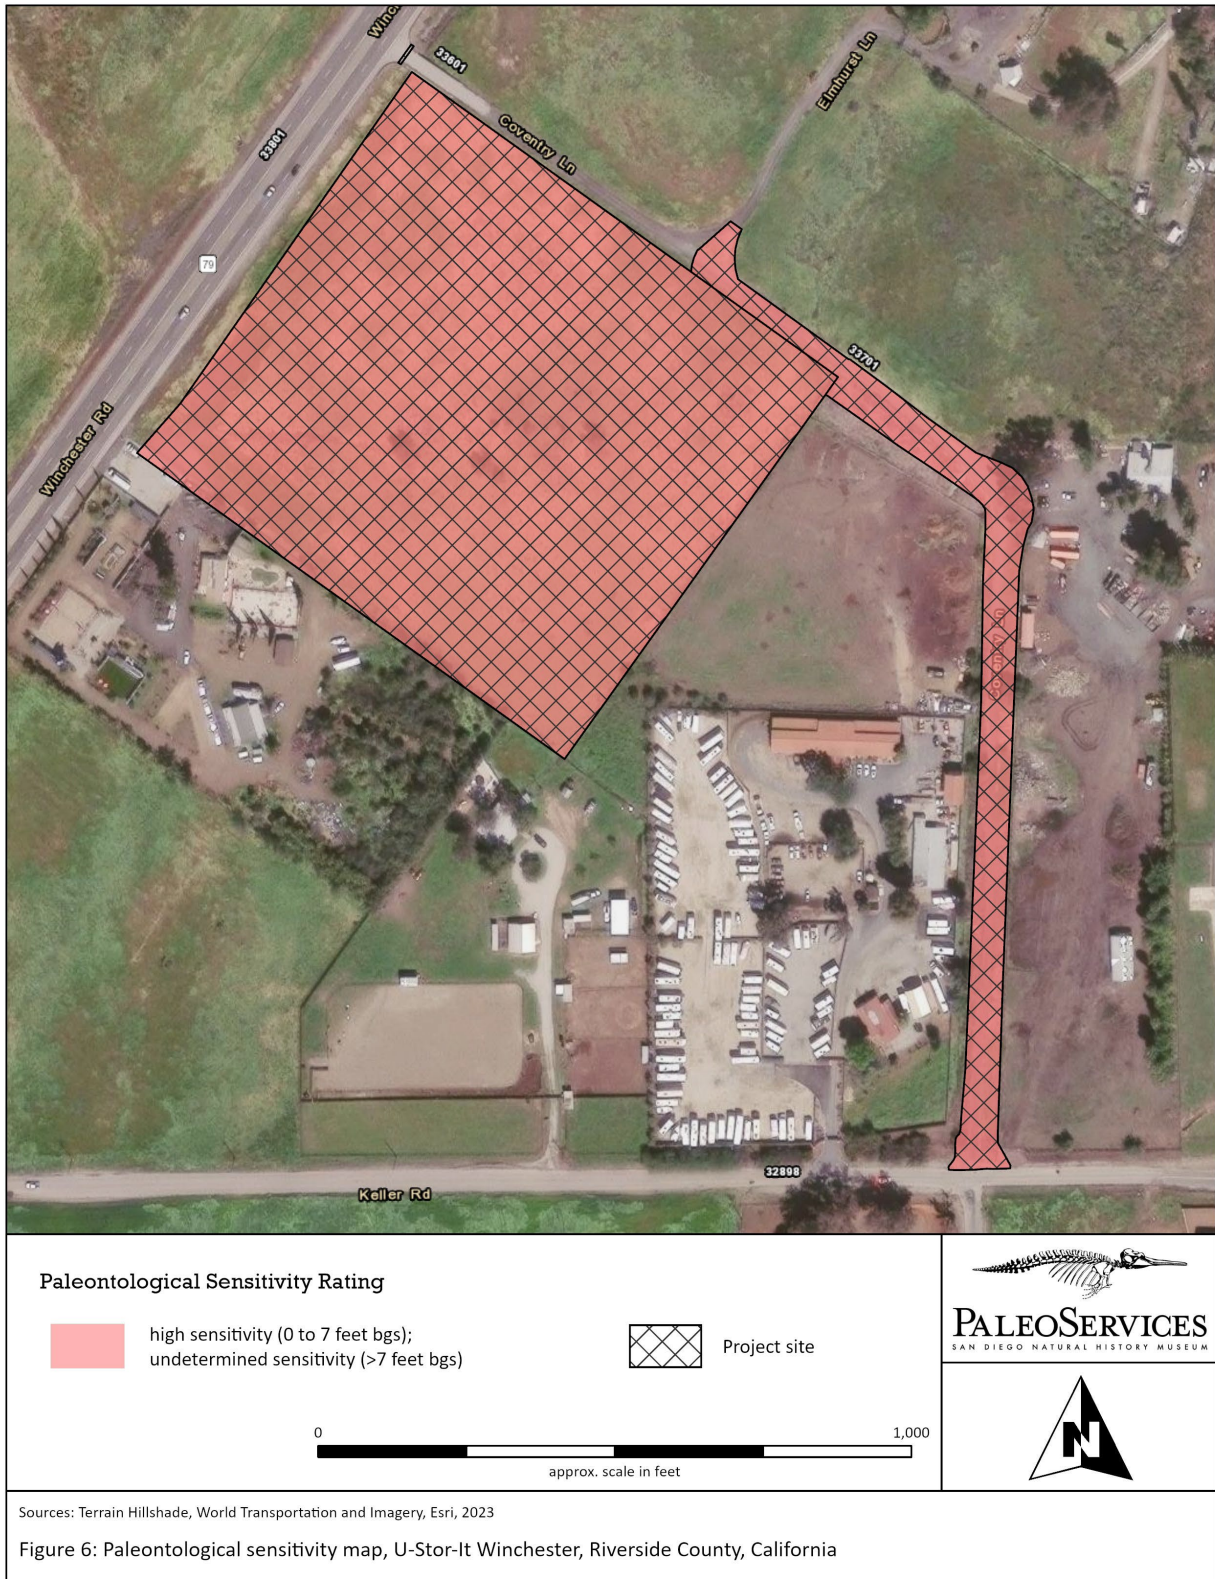 Winc
33601
Elmhurst Ln
Coventry Ln
33801
79
33701
Winchester Rd
Coventry Ln
32898
Keller Rd
Paleontological Sensitivity Rating
high sensitivity (0 to 7 feet bgs);
undetermined sensitivity (>7 feet bgs)
Project site
0
1,000
approx. scale in feet
PALEOSERVICES
SAN DIEGO NATURAL HISTORY MUSEUM
N
Sources: Terrain Hillshade, World Transportation and Imagery, Esri, 2023
Figure 6: Paleontological sensitivity map, U-Stor-It Winchester, Riverside County, California